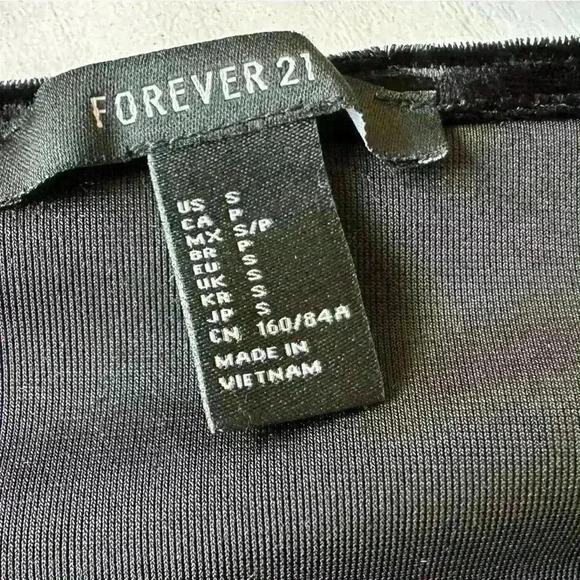 FOREVER 21
US S
CA P
MX S/P
BR P
EU S
UK S
KR S
JP S
CN 160/84A
MADE IN
VIETNAM